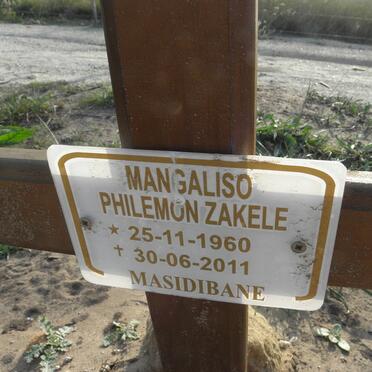 MANGALISO
PHILEMON ZAKELE
* 25-11-1960
† 30-06-2011
MASIDIBANE